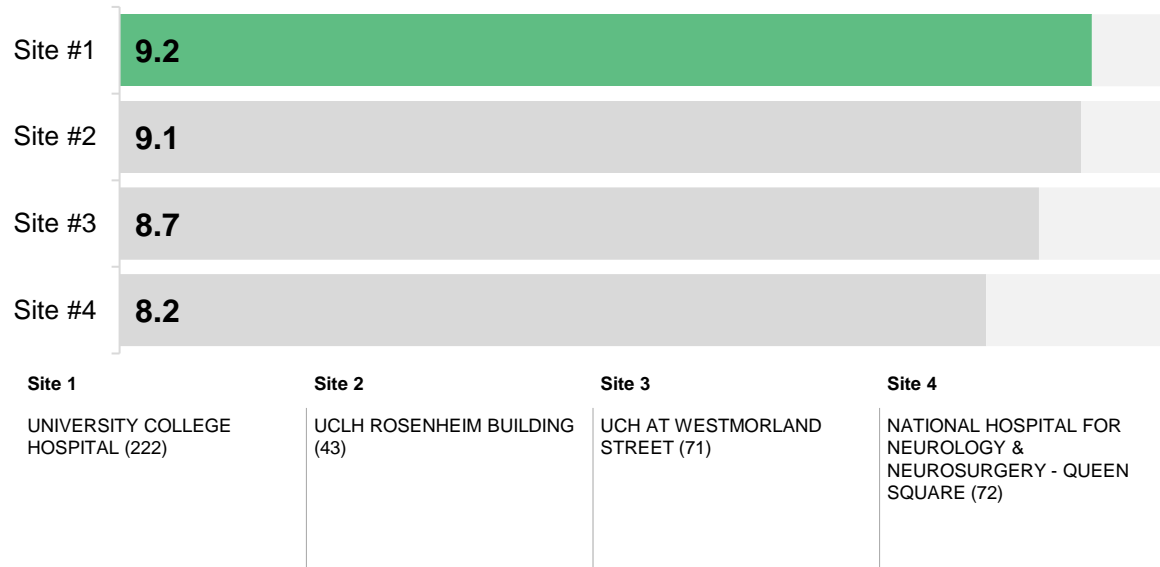 Site #1 9.2
Site #2 9.1
Site #3 8.7
Site #4 8.2
Site 1
UNIVERSITY COLLEGE
HOSPITAL (222)
Site 2
UCLH ROSENHEIM BUILDING
(43)
Site 3
UCH AT WESTMORLAND
STREET (71)
Site 4
NATIONAL HOSPITAL FOR
NEUROLOGY &
NEUROSURGERY - QUEEN
SQUARE (72)